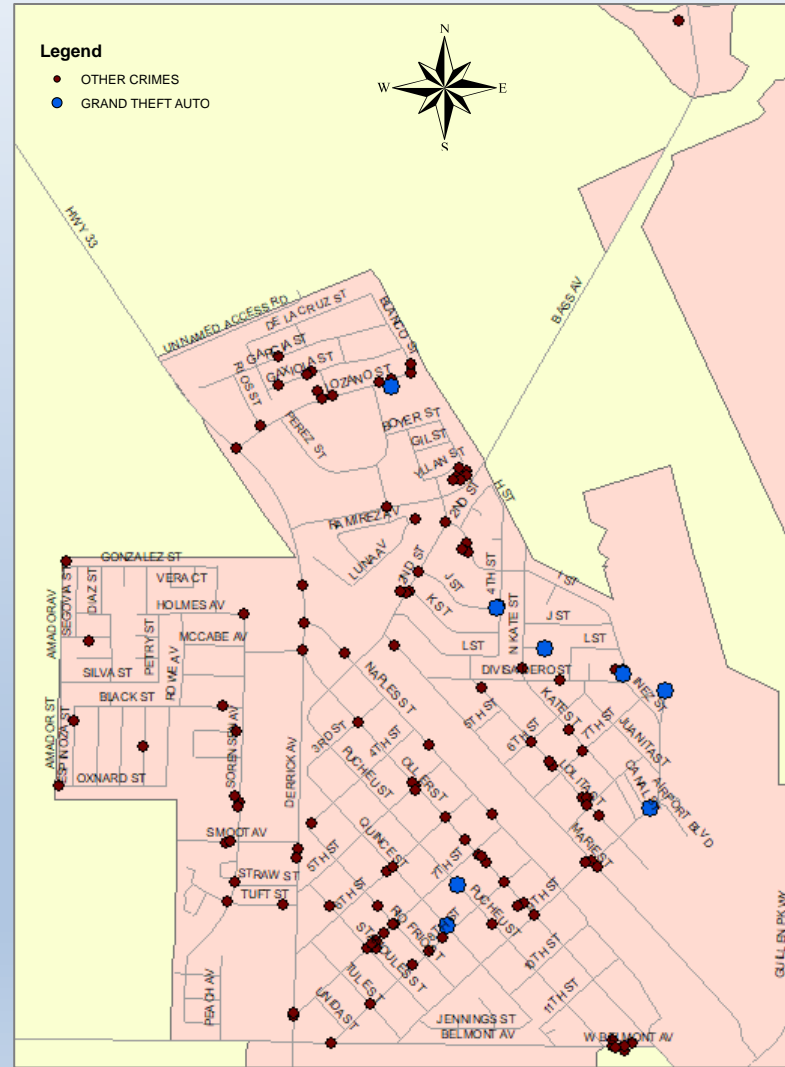 Legend
OTHER CRIMES
GRAND THEFT AUTO
N
W
E
S
HWY 33
BASS AV
UNNAMED ACCESS RD
DE LA CRUZ ST
BLANCO ST
GARCIA ST
GAXIOLA ST
RIOS ST
LOZANO ST
PEREZ ST
BOYER ST
GIL ST
YLLAN ST
2ND ST
H ST
RAMIREZ AV
LUNA AV
2ND ST
J ST
K ST
4TH ST
N KATE ST
I ST
J ST
L ST
L ST
DIVISADERO ST
INEZ ST
GONZALEZ ST
VERA CT
HOLMES AV
MCCABE AV
AMADOR AV
SEGOVIA ST
DIAZ ST
PETRY ST
ROWE AV
SILVA ST
BLACK ST
AMADOR ST
ESPINOZA ST
OXNARD ST
SORENSEN AV
DERRICK AV
NAPLES ST
3RD ST
4TH ST
PUCHEU ST
OLLER ST
5TH ST
KATE ST
6TH ST
7TH ST
JUANITA ST
LOLITA ST
CANAL
AIRPORT BLVD
MARIE ST
SMOOT AV
STRAW ST
TUFT ST
5TH ST
QUINCE ST
6TH ST
7TH ST
PUCHEU ST
9TH ST
RIO FRIO ST
8TH ST
STAMOULES ST
10TH ST
TULE ST
UNIDA ST
11TH ST
PEACH AV
JENNINGS ST
BELMONT AV
W BELMONT AV
GUILLEN PKWY